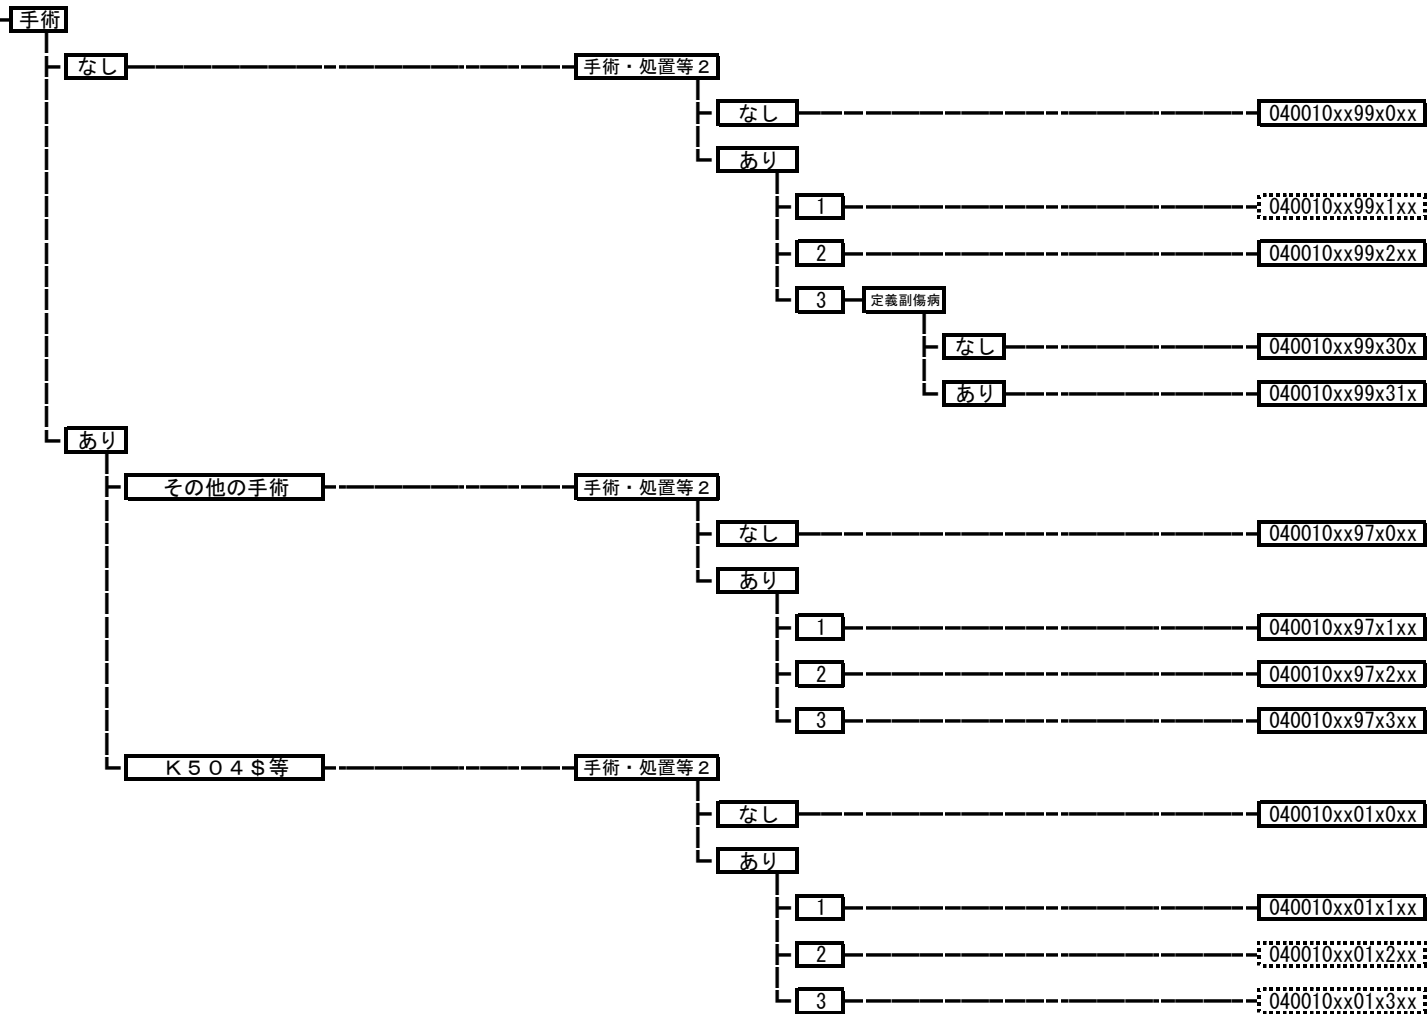 手術
なし 手術・処置等２
なし 040010xx99x0xx
あり
1 040010xx99x1xx
2 040010xx99x2xx
3 定義副傷病
なし 040010xx99x30x
あり 040010xx99x31x
あり
その他の手術 手術・処置等２
なし 040010xx97x0xx
あり
1 040010xx97x1xx
2 040010xx97x2xx
3 040010xx97x3xx
Ｋ５０４＄等 手術・処置等２
なし 040010xx01x0xx
あり
1 040010xx01x1xx
2 040010xx01x2xx
3 040010xx01x3xx